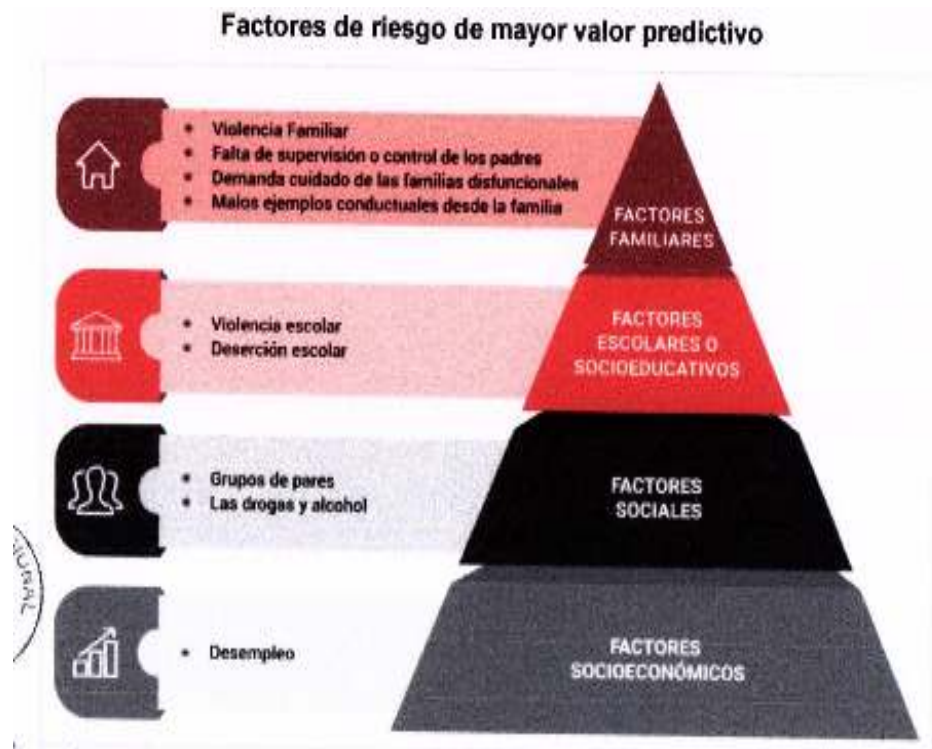 Factores de riesgo de mayor valor predictivo
• Violencia Familiar
• Falta de supervisión o control de los padres
• Demanda cuidado de las familias disfuncionales
• Malos ejemplos conductuales desde la familia
FACTORES
FAMILIARES
• Violencia escolar
• Deserción escolar
FACTORES
ESCOLARES O
SOCIOEDUCATIVOS
• Grupos de pares
• Las drogas y alcohol
FACTORES
SOCIALES
• Desempleo
FACTORES
SOCIOECONÓMICOS